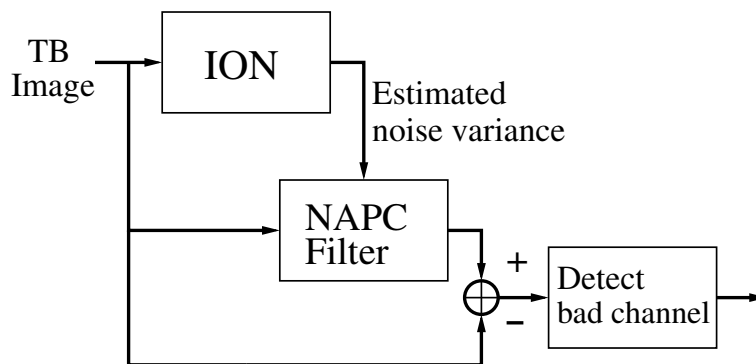 TB
Image
ION
Estimated
noise variance
NAPC
Filter
+
−
Detect
bad channel